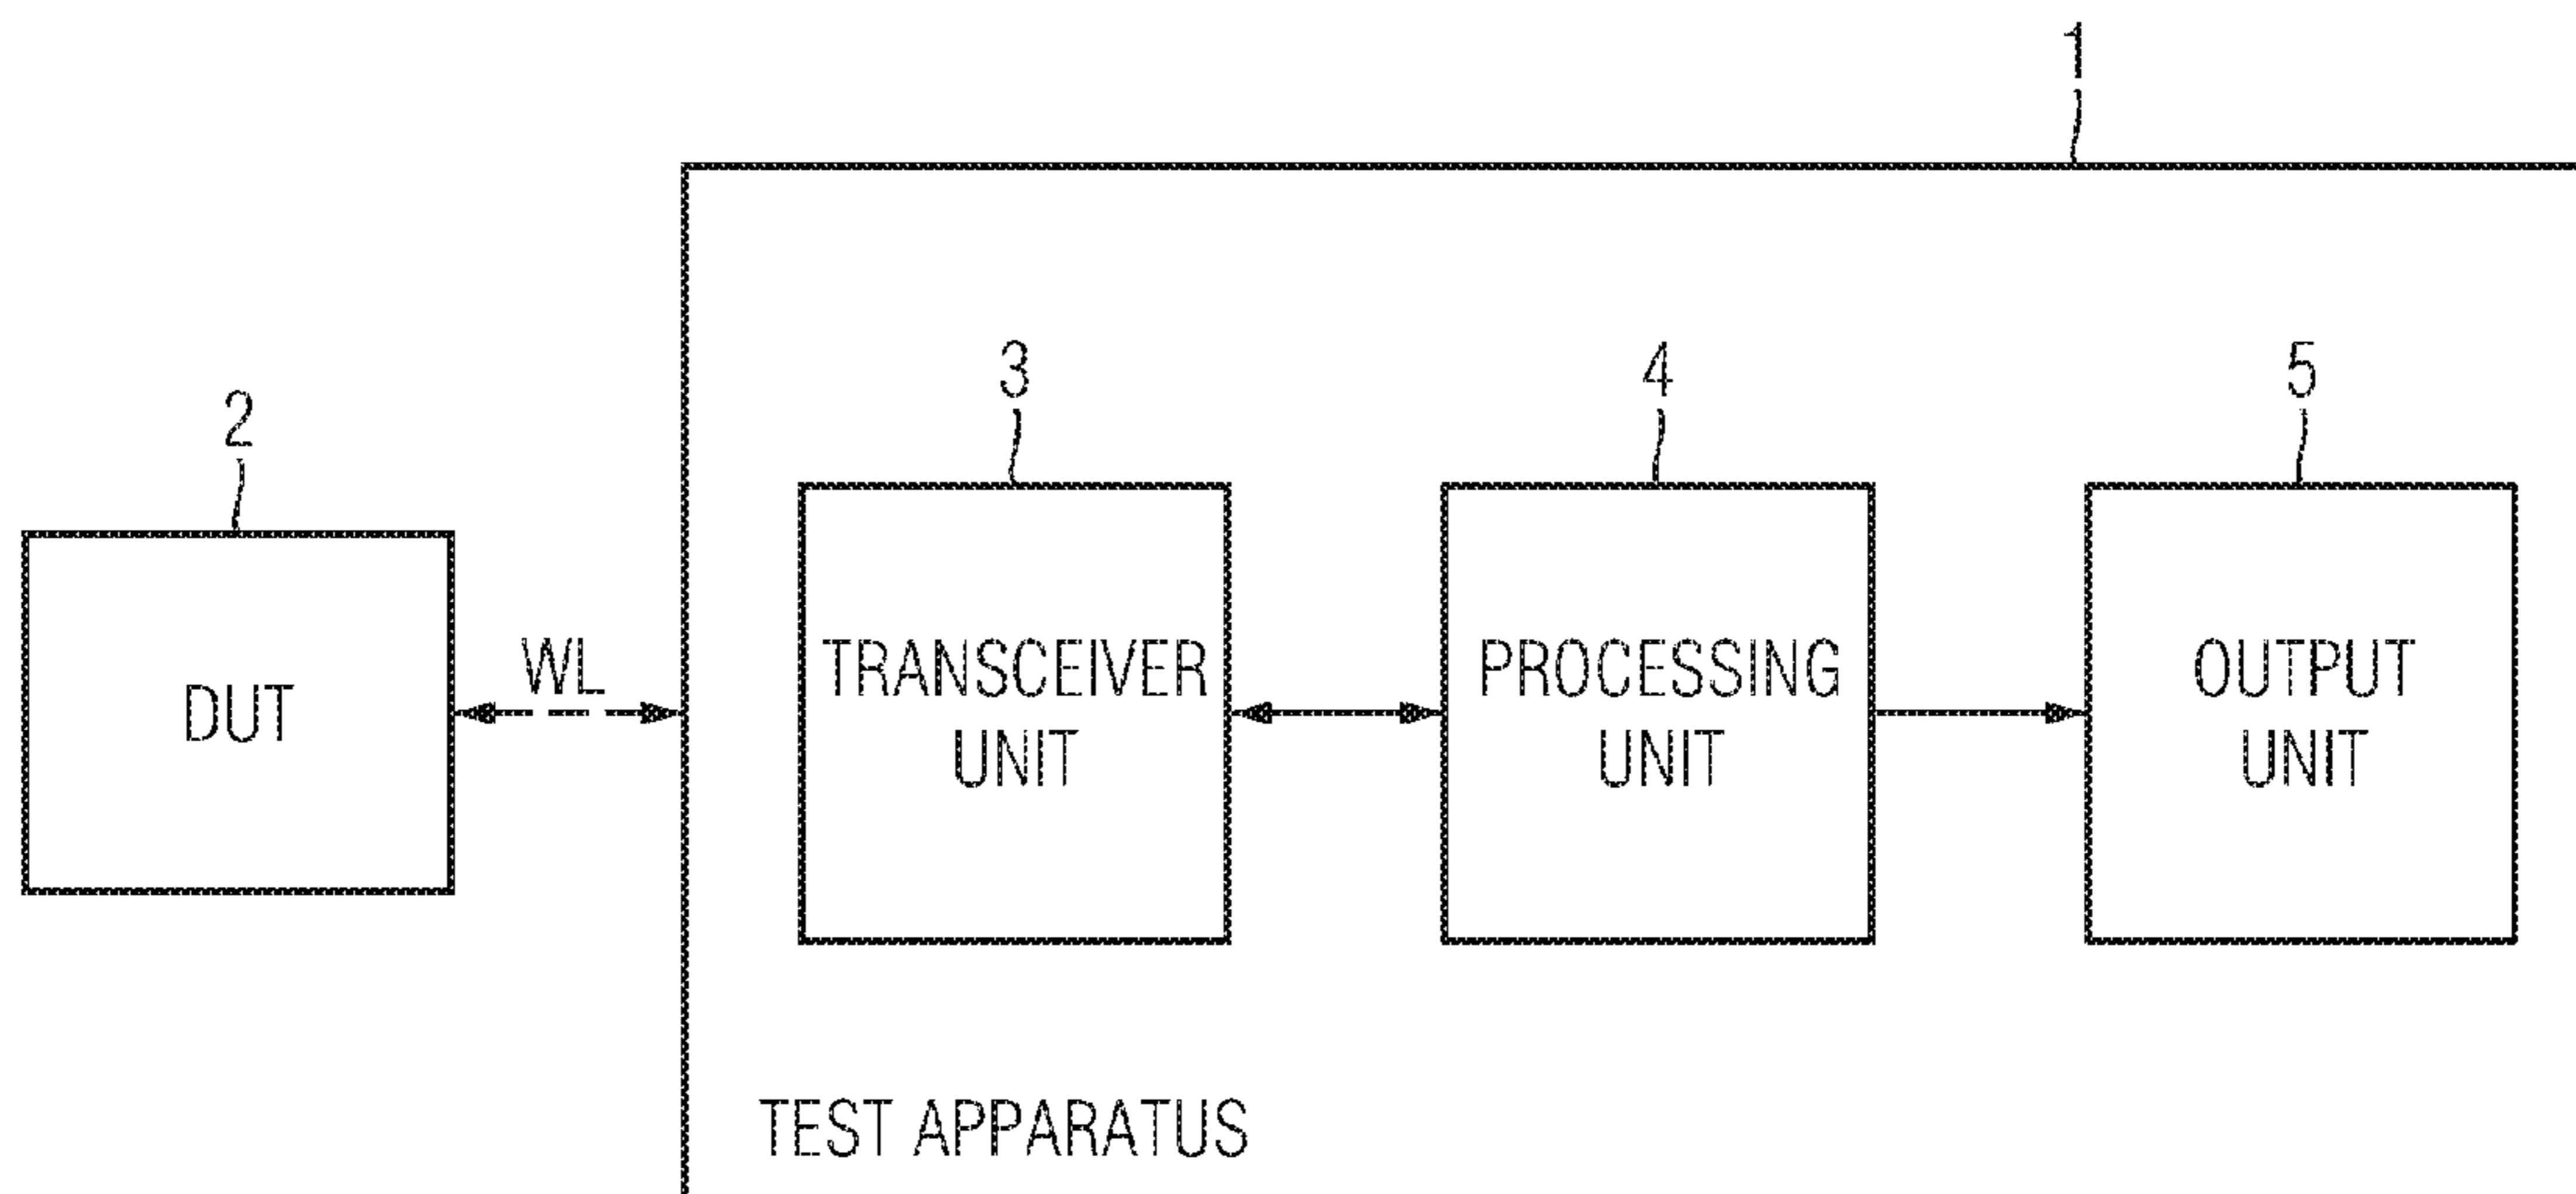 1
2
3
4
5
DUT
WL
TRANSCEIVER
UNIT
PROCESSING
UNIT
OUTPUT
UNIT
TEST APPARATUS